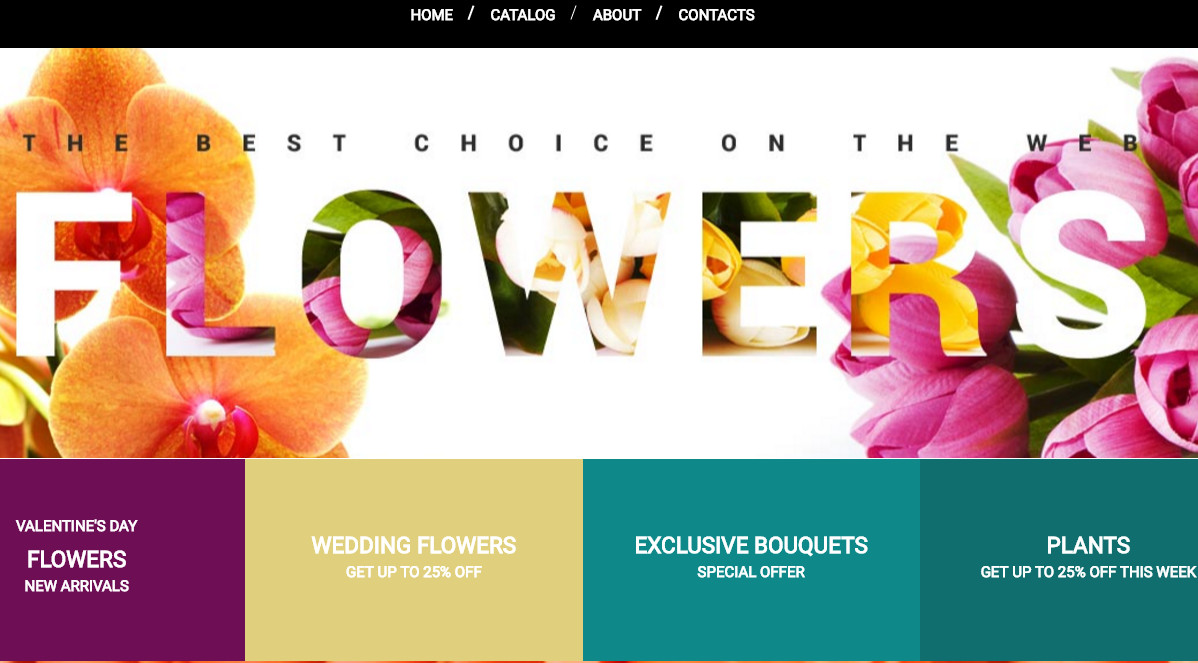 HOME / CATALOG / ABOUT / CONTACTS
THE BEST CHOICE ON THE WEB
FLOWERS
VALENTINE'S DAY
FLOWERS
NEW ARRIVALS
WEDDING FLOWERS
GET UP TO 25% OFF
EXCLUSIVE BOUQUETS
SPECIAL OFFER
PLANTS
GET UP TO 25% OFF THIS WEEK